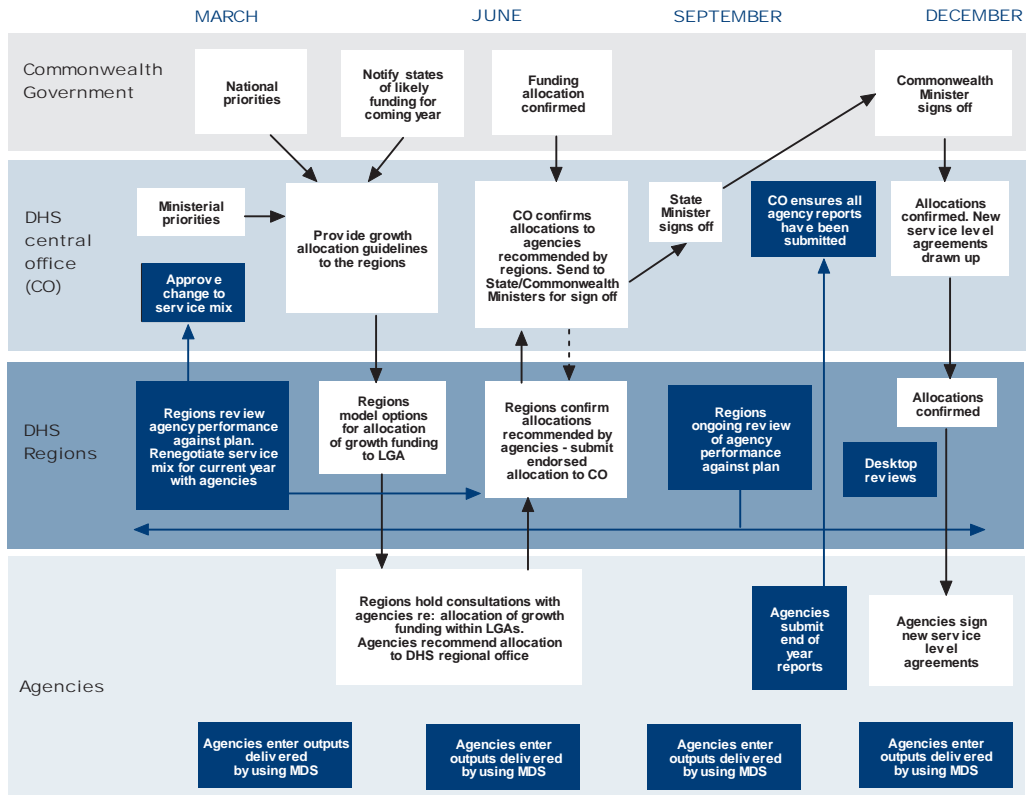 MARCH
JUNE
SEPTEMBER
DECEMBER
Commonwealth
Government
National
priorities
Notify states
of likely
funding for
coming year
Funding
allocation
confirmed
Commonwealth
Minister
signs off
DHS
central
office
(CO)
Ministerial
priorities
Approve
change to
service mix
Provide growth
allocation guidelines
to the regions
CO confirms
allocations to
agencies
recommended by
regions. Send to
State/Commonwealth
Ministers for sign off
State
Minister
signs off
CO ensures all
agency reports
have been
submitted
Allocations
confirmed. New
service level
agreements
drawn up
DHS
Regions
Regions review
agency performance
against plan.
Renegotiate service
mix for current year
with agencies
Regions
model options
for allocation
of growth funding
to LGA
Regions confirm
allocations
recommended by
agencies - submit
endorsed
allocation to CO
Regions
ongoing review
of agency
performance
against plan
Desktop
reviews
Allocations
confirmed
Agencies
Regions hold consultations with
agencies re: allocation of growth
funding within LGAs.
Agencies recommend allocation
to DHS regional office
Agencies
submit
end of
year
reports
Agencies sign
new service
level
agreements
Agencies enter outputs
delivered
by using MDS
Agencies enter
outputs delivered
by using MDS
Agencies enter
outputs delivered
by using MDS
Agencies enter
outputs delivered
by using MDS